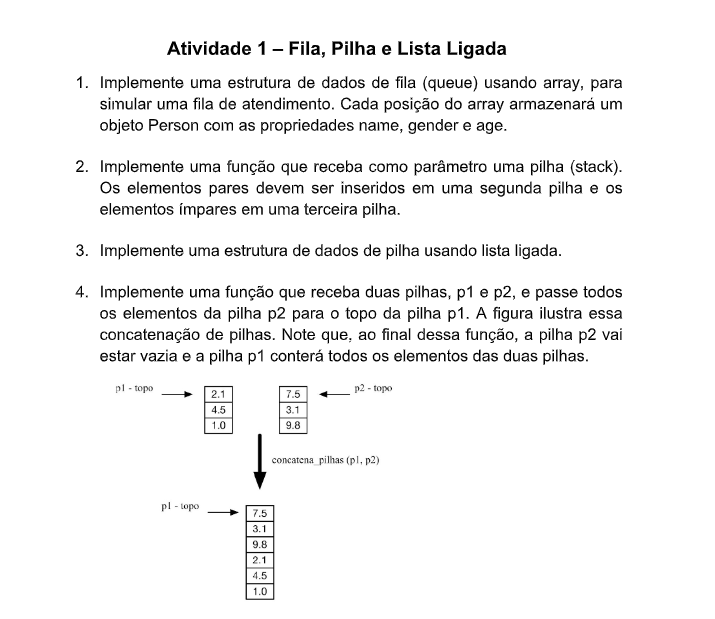 Atividade 1 – Fila, Pilha e Lista Ligada
1. Implemente uma estrutura de dados de fila (queue) usando array, para
simular uma fila de atendimento. Cada posição do array armazenará um
objeto Person com as propriedades name, gender e age.
2. Implemente uma função que receba como parâmetro uma pilha (stack).
Os elementos pares devem ser inseridos em uma segunda pilha e os
elementos ímpares em uma terceira pilha.
3. Implemente uma estrutura de dados de pilha usando lista ligada.
4. Implemente uma função que receba duas pilhas, p1 e p2, e passe todos
os elementos da pilha p2 para o topo da pilha p1. A figura ilustra essa
concatenação de pilhas. Note que, ao final dessa função, a pilha p2 vai
estar vazia e a pilha p1 conterá todos os elementos das duas pilhas.
p1 - topo
2.1
4.5
1.0
7.5
3.1
9.8
p2 - topo
concatena_pilhas (p1, p2)
p1 - topo
7.5
3.1
9.8
2.1
4.5
1.0